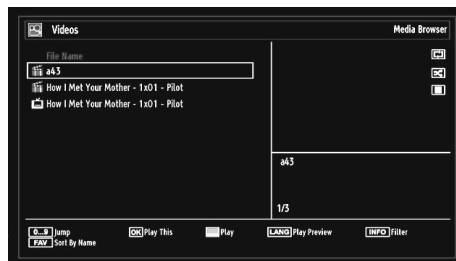 Videos
Media Browser
File Name
a43
How I Met Your Mother - 1x01 - Pilot
How I Met Your Mother - 1x01 - Pilot
a43
1/3
0...9 Jump
OK Play This
Play
LANG Play Preview
INFO Filter
FAV Sort By Name